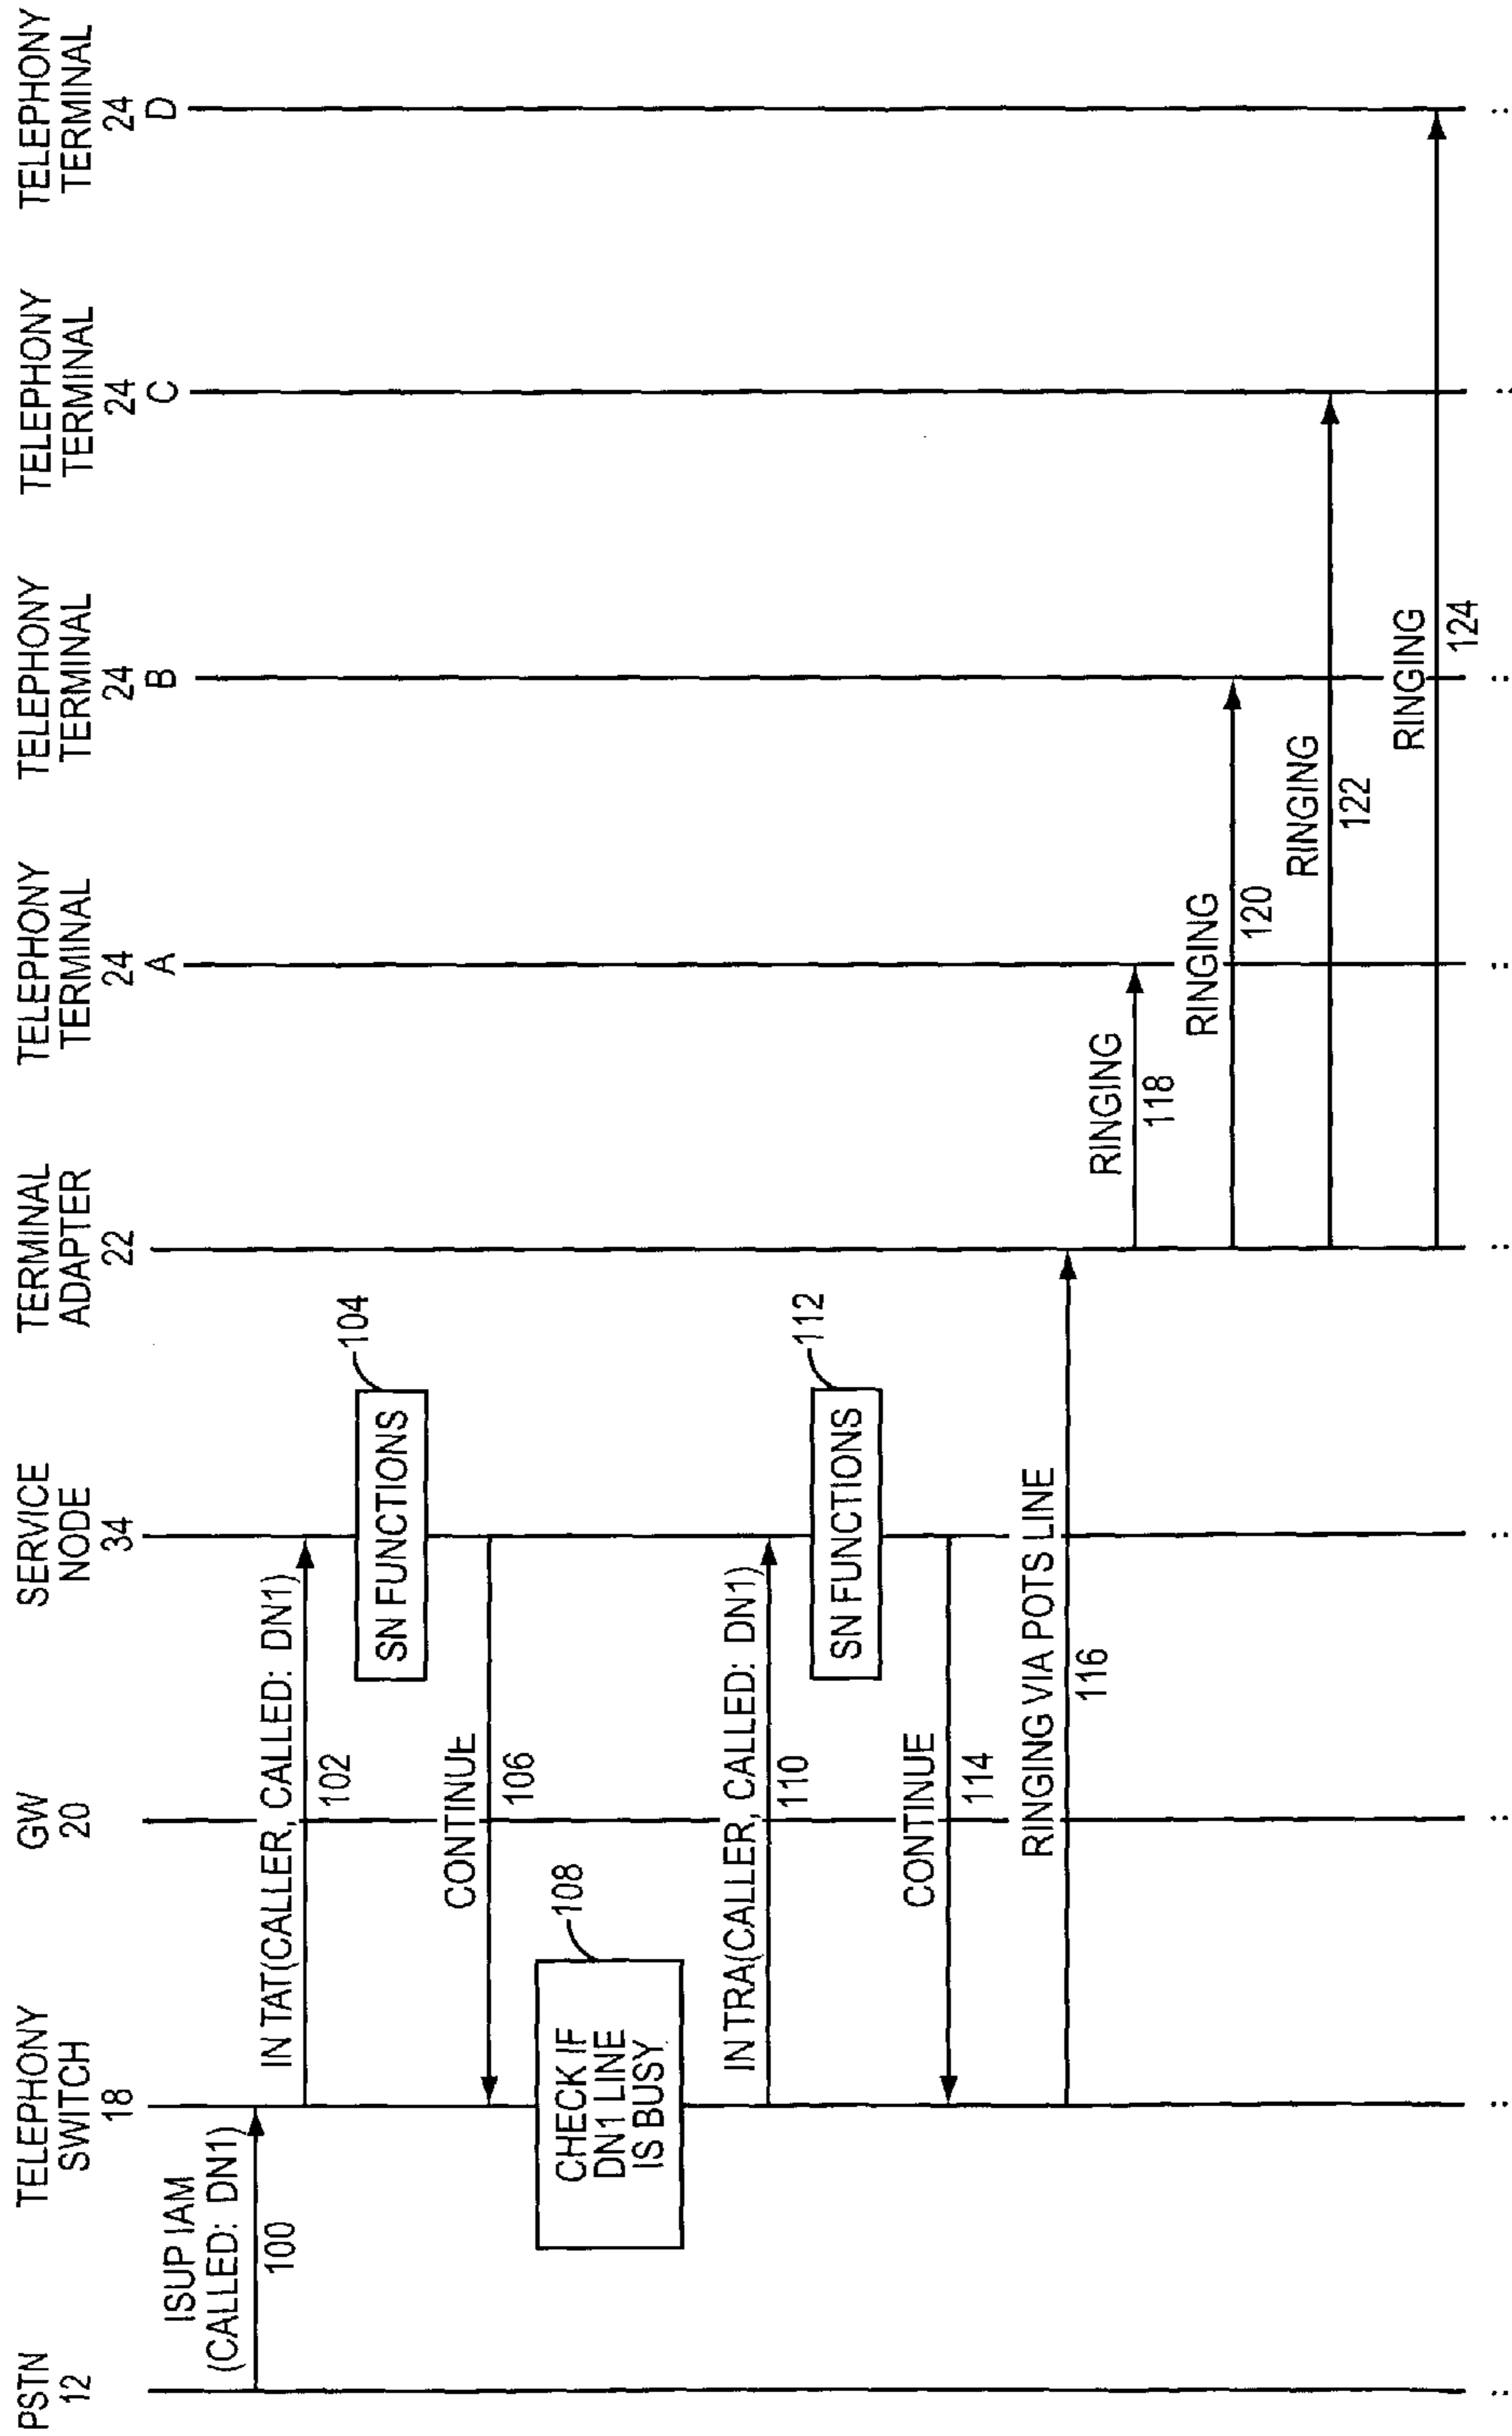 PSTN
12
TELEPHONY
SWITCH
18
GW
20
SERVICE
NODE
34
TERMINAL
ADAPTER
22
TELEPHONY
TERMINAL
24
A
TELEPHONY
TERMINAL
24
B
TELEPHONY
TERMINAL
24
C
TELEPHONY
TERMINAL
24
D
ISUP IAM
(CALLED: DN1)
100
IN TAT(CALLER, CALLED: DN1)
102
SN FUNCTIONS
104
CONTINUE
106
CHECK IF
DN1 LINE
IS BUSY
108
IN TRA(CALLER, CALLED: DN1)
110
SN FUNCTIONS
112
CONTINUE
114
RINGING VIA POTS LINE
116
RINGING
118
RINGING
120
RINGING
122
RINGING
124